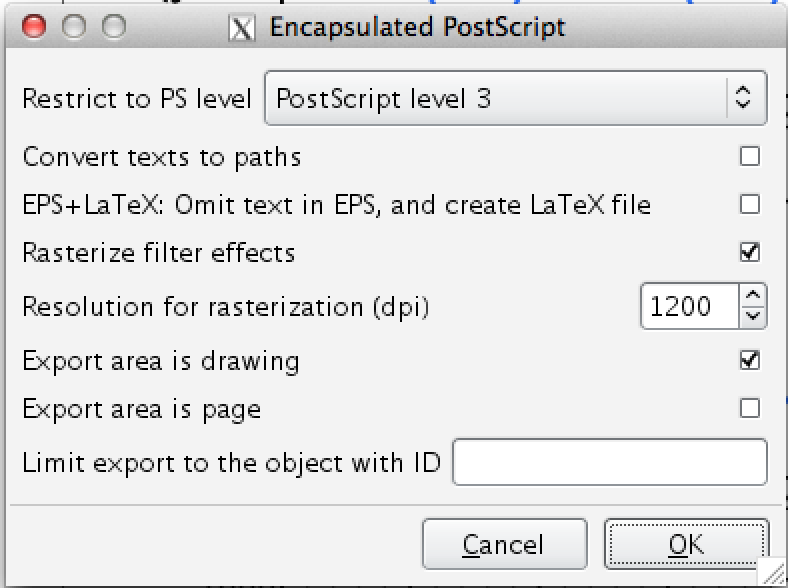 Encapsulated PostScript
Restrict to PS level PostScript level 3
Convert texts to paths
EPS+LaTeX: Omit text in EPS, and create LaTeX file
Rasterize filter effects
Resolution for rasterization (dpi) 1200
Export area is drawing
Export area is page
Limit export to the object with ID
Cancel OK